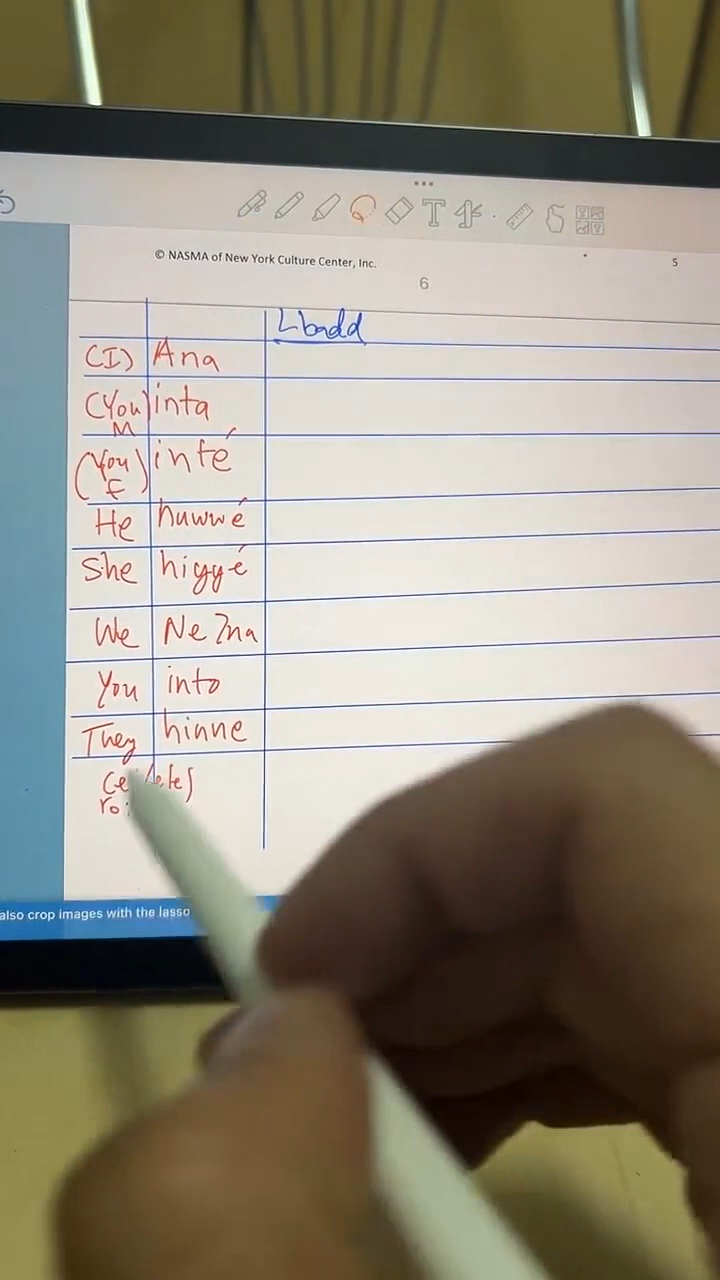 © NASMA of New York Culture Center, Inc.
5
6
Lbadd
(I) Ana
(You) M inta
(You) F inté
He huwwé
She higyé
We Ne7na
You into
They hinne
also crop images with the lasso